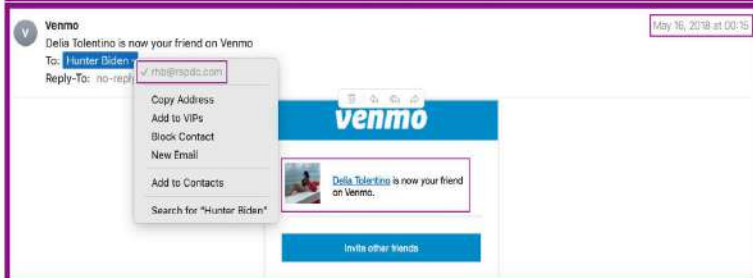 V
Venmo
May 16, 2018 at 00:15
Delia Tolentino is now your friend on Venmo
To: Hunter Biden
Reply-To: no-reply
✓ rhb@rspdc.com
Copy Address
Add to VIPs
Block Contact
New Email
Add to Contacts
Search for "Hunter Biden"
venmo
Delia Tolentino is now your friend
on Venmo.
Invite other friends